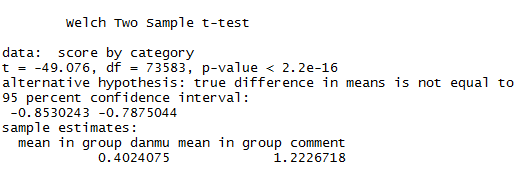 Welch Two Sample t-test
data:  score by category
t = -49.076, df = 73583, p-value < 2.2e-16
alternative hypothesis: true difference in means is not equal to
95 percent confidence interval:
 -0.8530243 -0.7875044
sample estimates:
  mean in group danmu mean in group comment
            0.4024075             1.2226718